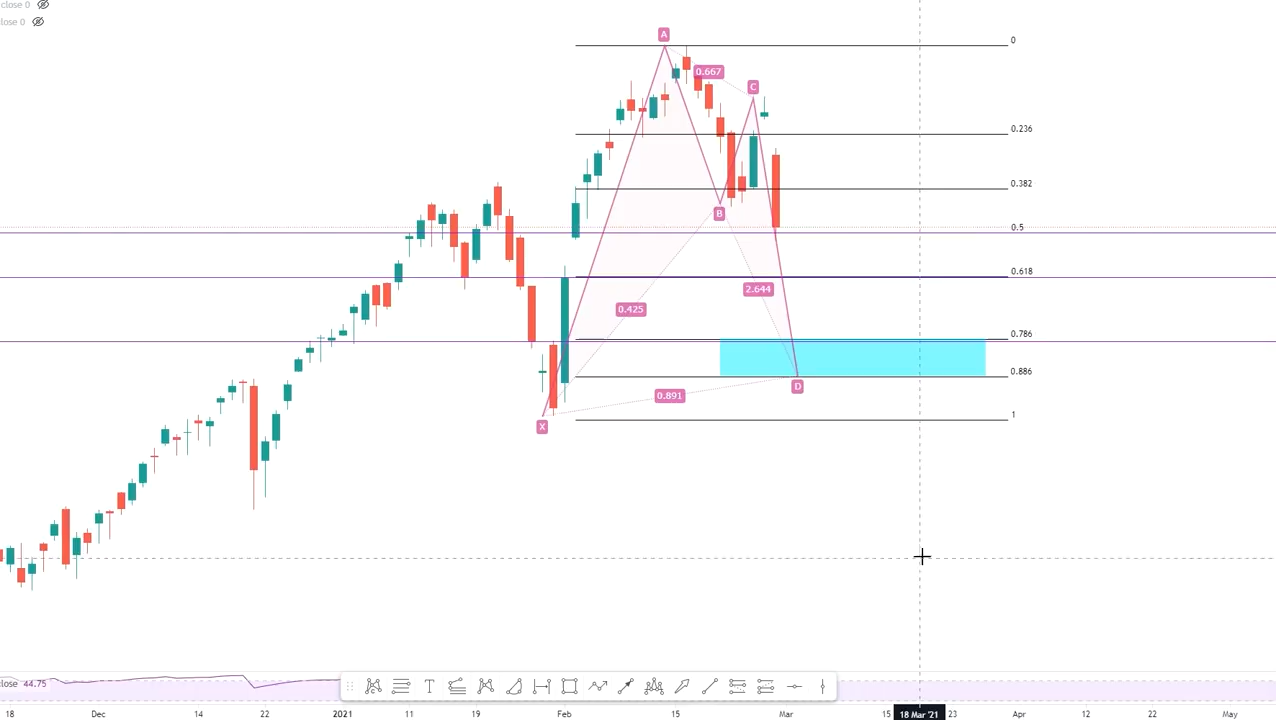 close 0
close 0
A
0
0.667
C
0.236
0.382
B
0.5
0.618
2.644
0.425
0.786
0.886
D
0.891
1
X
close 44.75
T
18 Dec 14 22 2021 11 19 Feb 15 Mar 15 18 Mar '21 23 Apr 12 22 May